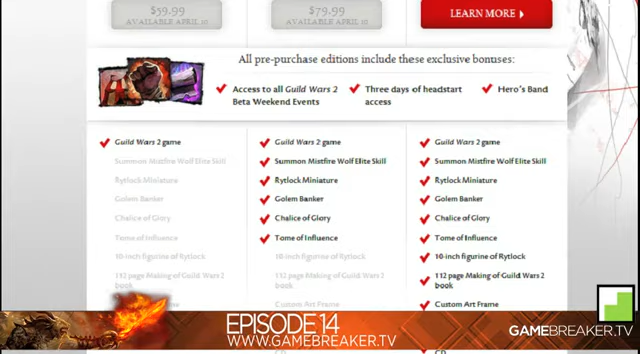 $59.99
AVAILABLE APRIL 10
$79.99
AVAILABLE APRIL 10
LEARN MORE
All pre-purchase editions include these exclusive bonuses:
Access to all Guild Wars 2
Beta Weekend Events
Three days of headstart
access
Hero's Band
Guild Wars 2 game
Summon Mistfire Wolf Elite Skill
Rytlock Miniature
Golem Banker
Chalice of Glory
Tome of Influence
10-inch figurine of Rytlock
112 page Making of Guild Wars 2
book
Guild Wars 2 game
Summon Mistfire Wolf Elite Skill
Rytlock Miniature
Golem Banker
Chalice of Glory
Tome of Influence
10-inch figurine of Rytlock
112 page Making of Guild Wars 2
book
Custom Art Frame
Guild Wars 2 game
Summon Mistfire Wolf Elite Skill
Rytlock Miniature
Golem Banker
Chalice of Glory
Tome of Influence
10-inch figurine of Rytlock
112 page Making of Guild Wars 2
book
Custom Art Frame
EPISODE 14
WWW.GAMEBREAKER.TV
GAMEBREAKER.TV